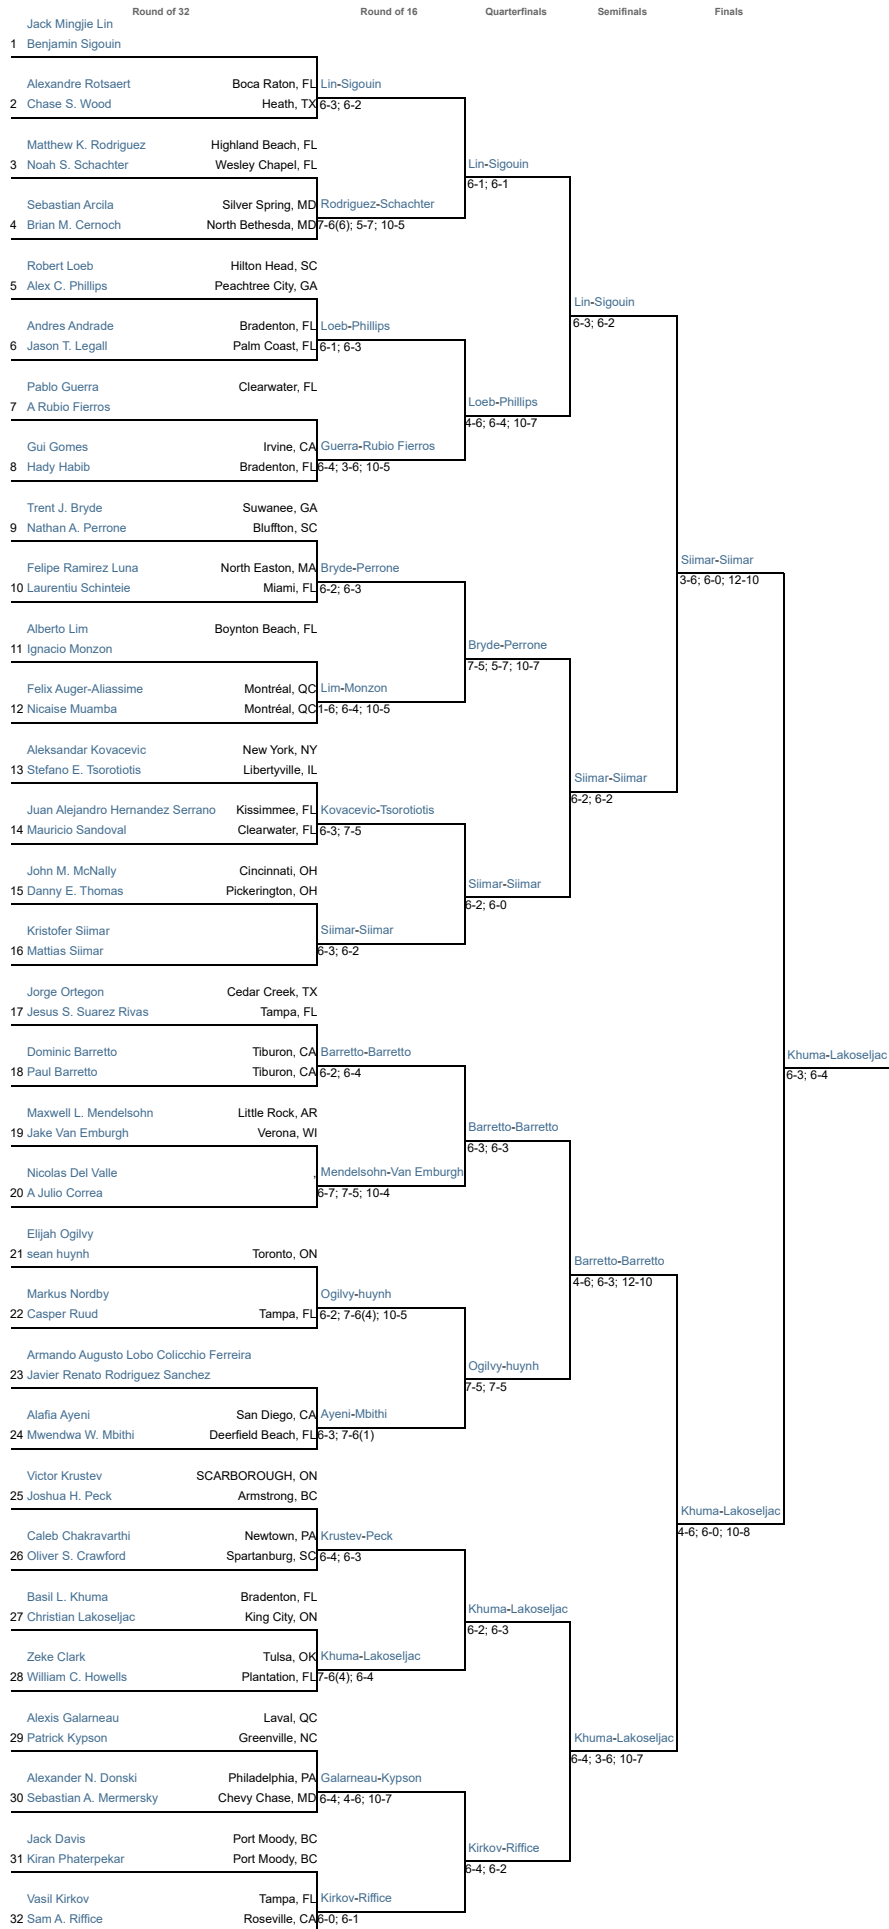 Round of 32 Round of 16 Quarterfinals Semifinals Finals
Jack Mingjie Lin
1 Benjamin Sigouin
Alexandre Rotsaert Boca Raton, FL Lin-Sigouin
2 Chase S. Wood Heath, TX 6-3; 6-2
Matthew K. Rodriguez Highland Beach, FL
3 Noah S. Schachter Wesley Chapel, FL Lin-Sigouin
6-1; 6-1
Sebastian Arcila Silver Spring, MD Rodriguez-Schachter
4 Brian M. Cernoch North Bethesda, MD 7-6(6); 5-7; 10-5
Robert Loeb Hilton Head, SC
5 Alex C. Phillips Peachtree City, GA
Lin-Sigouin
Andres Andrade Bradenton, FL Loeb-Phillips 6-3; 6-2
6 Jason T. Legall Palm Coast, FL 6-1; 6-3
Pablo Guerra Clearwater, FL
7 A Rubio Fierros Loeb-Phillips
4-6; 6-4; 10-7
Gui Gomes Irvine, CA Guerra-Rubio Fierros
8 Hady Habib Bradenton, FL 6-4; 3-6; 10-5
Trent J. Bryde Suwanee, GA
9 Nathan A. Perrone Bluffton, SC
Siimar-Siimar
Felipe Ramirez Luna North Easton, MA Bryde-Perrone 3-6; 6-0; 12-10
10 Laurentiu Schinteie Miami, FL 6-2; 6-3
Alberto Lim Boynton Beach, FL
11 Ignacio Monzon Bryde-Perrone
7-5; 5-7; 10-7
Felix Auger-Aliassime Montréal, QC Lim-Monzon
12 Nicaise Muamba Montréal, QC 1-6; 6-4; 10-5
Aleksandar Kovacevic New York, NY
13 Stefano E. Tsorotiotis Libertyville, IL
Siimar-Siimar
6-2; 6-2
Juan Alejandro Hernandez Serrano Kissimmee, FL Kovacevic-Tsorotiotis
14 Mauricio Sandoval Clearwater, FL 6-3; 7-5
John M. McNally Cincinnati, OH
15 Danny E. Thomas Pickerington, OH Siimar-Siimar
6-2; 6-0
Kristofer Siimar Siimar-Siimar
16 Mattias Siimar 6-3; 6-2
Jorge Ortegon Cedar Creek, TX
17 Jesus S. Suarez Rivas Tampa, FL
Dominic Barretto Tiburon, CA Barretto-Barretto Khuma-Lakoseljac
18 Paul Barretto Tiburon, CA 6-2; 6-4 6-3; 6-4
Maxwell L. Mendelsohn Little Rock, AR
19 Jake Van Emburgh Verona, WI Barretto-Barretto
6-3; 6-3
Nicolas Del Valle , Mendelsohn-Van Emburgh
20 A Julio Correa 6-7; 7-5; 10-4
Elijah Ogilvy
21 sean huynh Toronto, ON
Barretto-Barretto
4-6; 6-3; 12-10
Markus Nordby Ogilvy-huynh
22 Casper Ruud Tampa, FL 6-2; 7-6(4); 10-5
Armando Augusto Lobo Colicchio Ferreira
23 Javier Renato Rodriguez Sanchez Ogilvy-huynh
7-5; 7-5
Alafia Ayeni San Diego, CA Ayeni-Mbithi
24 Mwendwa W. Mbithi Deerfield Beach, FL 6-3; 7-6(1)
Victor Krustev SCARBOROUGH, ON
25 Joshua H. Peck Armstrong, BC
Khuma-Lakoseljac
Caleb Chakravarthi Newtown, PA Krustev-Peck 4-6; 6-0; 10-8
26 Oliver S. Crawford Spartanburg, SC 6-4; 6-3
Basil L. Khuma Bradenton, FL
27 Christian Lakoseljac King City, ON Khuma-Lakoseljac
6-2; 6-3
Zeke Clark Tulsa, OK Khuma-Lakoseljac
28 William C. Howells Plantation, FL 7-6(4); 6-4
Alexis Galarneau Laval, QC
29 Patrick Kypson Greenville, NC Khuma-Lakoseljac
6-4; 3-6; 10-7
Alexander N. Donski Philadelphia, PA Galarneau-Kypson
30 Sebastian A. Mermersky Chevy Chase, MD 6-4; 4-6; 10-7
Jack Davis Port Moody, BC
31 Kiran Phaterpekar Port Moody, BC Kirkov-Riffice
6-4; 6-2
Vasil Kirkov Tampa, FL Kirkov-Riffice
32 Sam A. Riffice Roseville, CA 6-0; 6-1